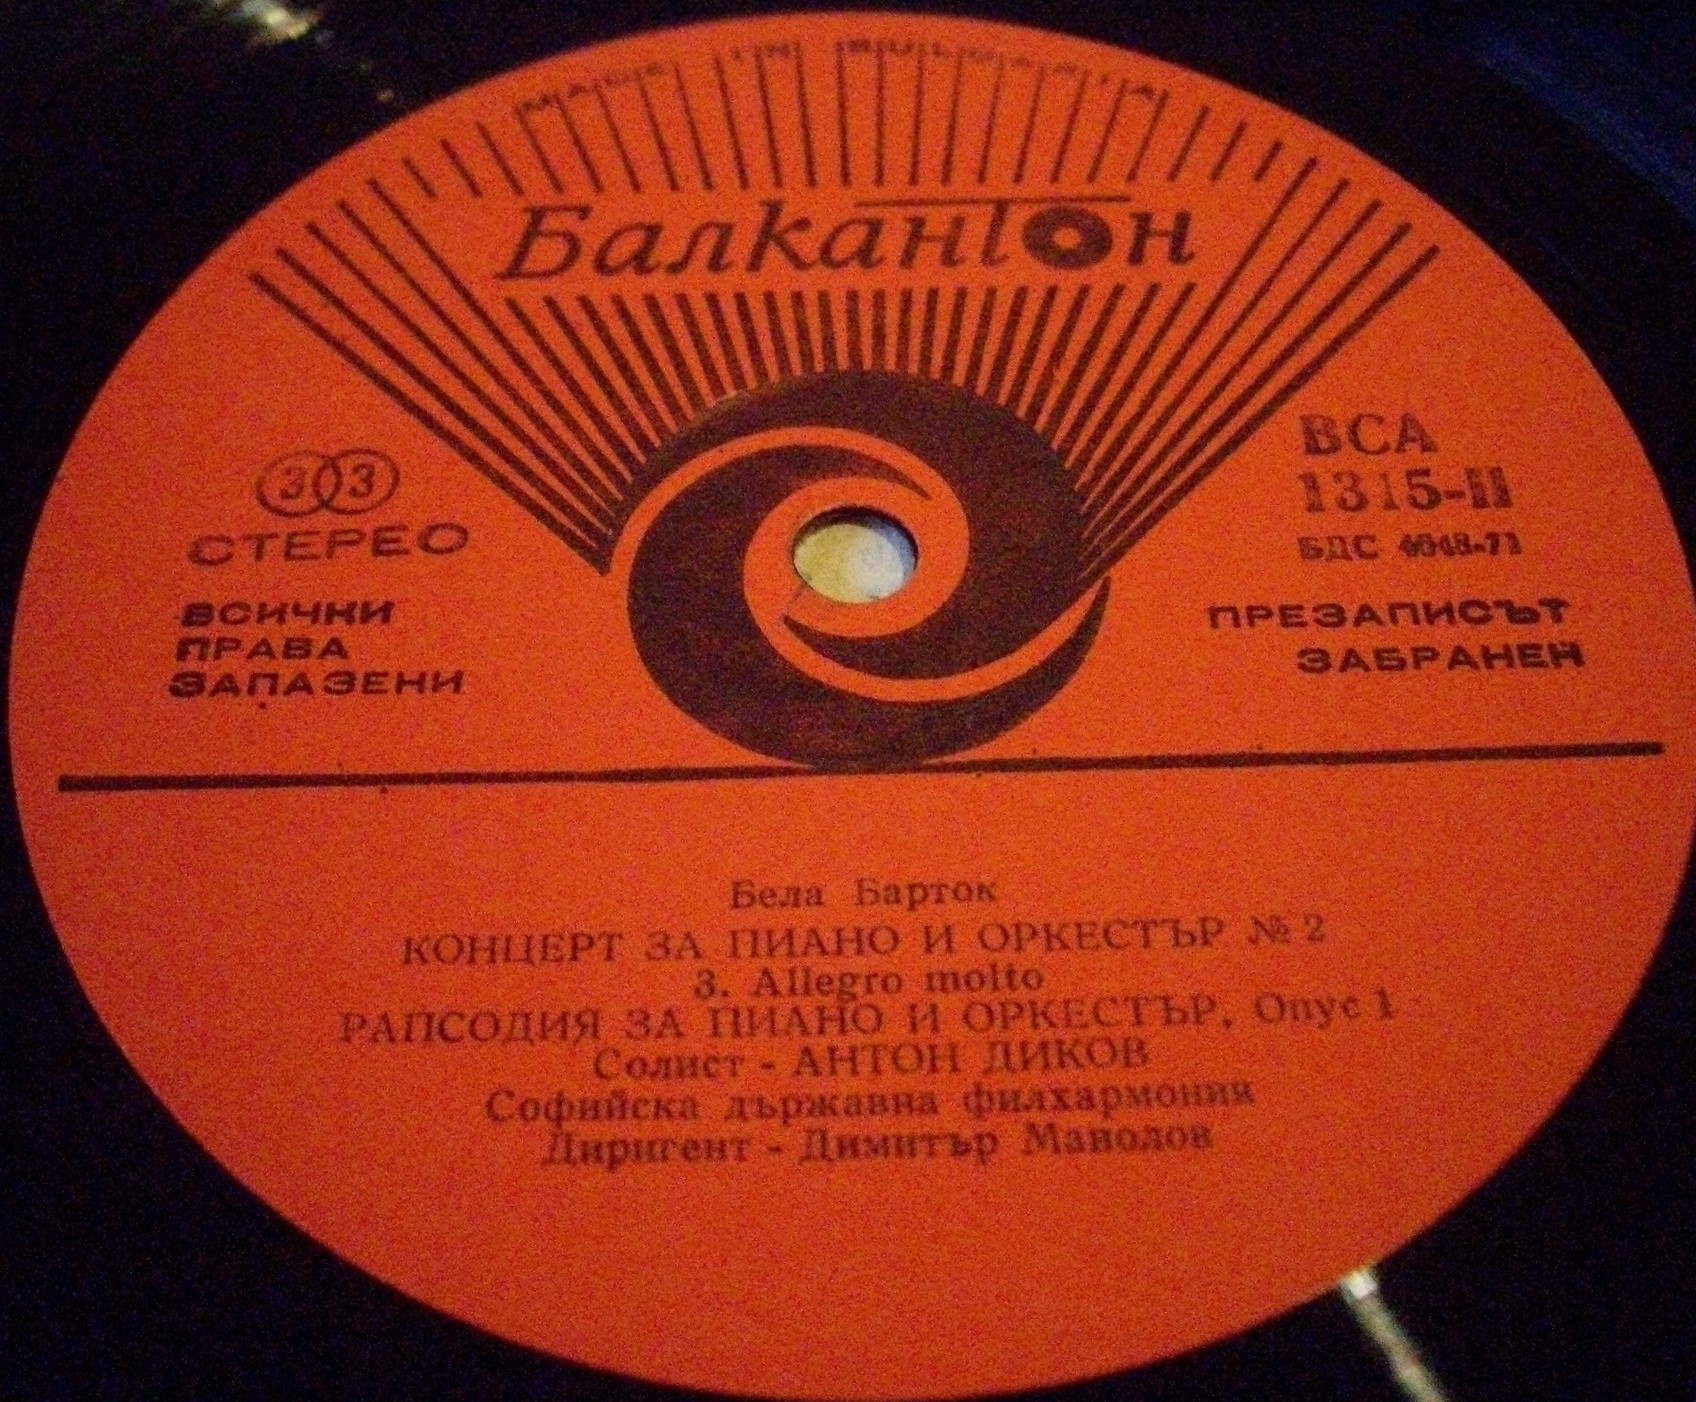 MADE IN BULGARIA
Балкантон
33
СТЕРЕО
ВСИЧКИ
ПРАВА
ЗАПАЗЕНИ
ВСА
1315-II
БДС 4048-71
ПРЕЗАПИСЪТ
ЗАБРАНЕН
Бела Барток
КОНЦЕРТ ЗА ПИАНО И ОРКЕСТЪР № 2
3. Allegro molto
РАПСОДИЯ ЗА ПИАНО И ОРКЕСТЪР, Опус 1
Солист - АНТОН ДИКОВ
Софийска държавна филхармония
Диригент - Димитър Манолов